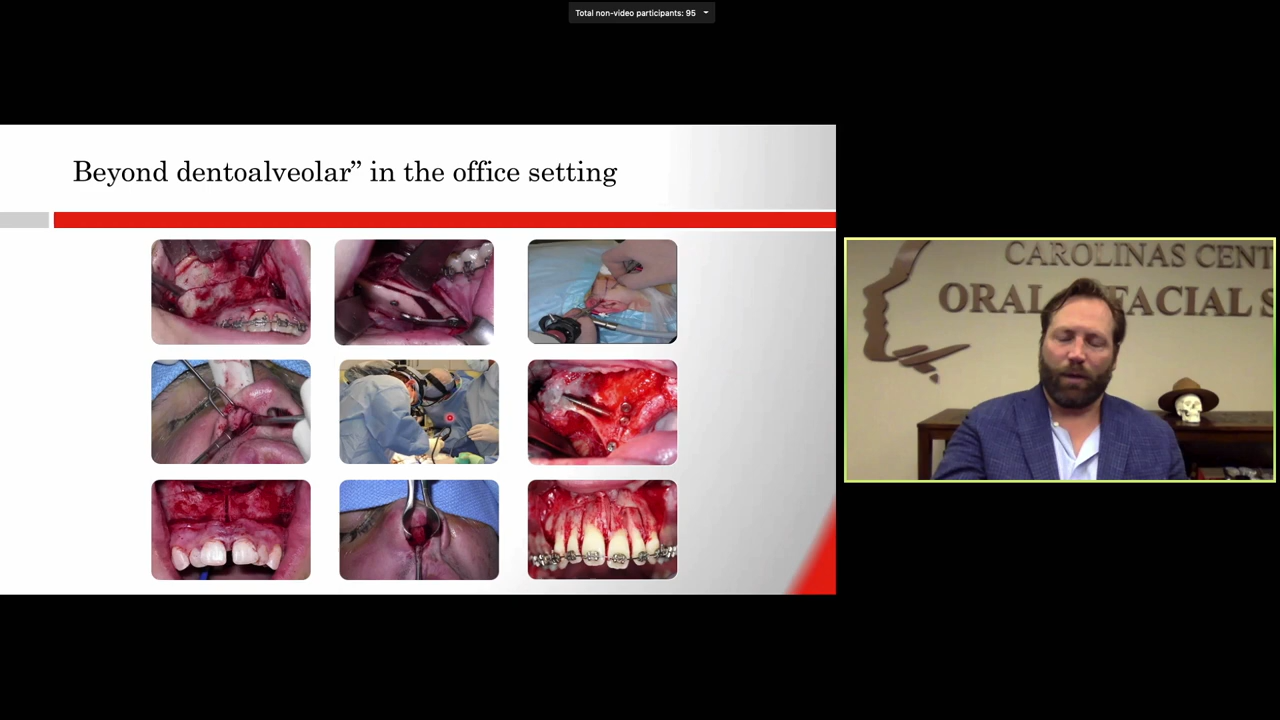 Total non-video participants: 95
Beyond dentoalveolar” in the office setting
CAROLINAS CENT
ORAL FACIAL S